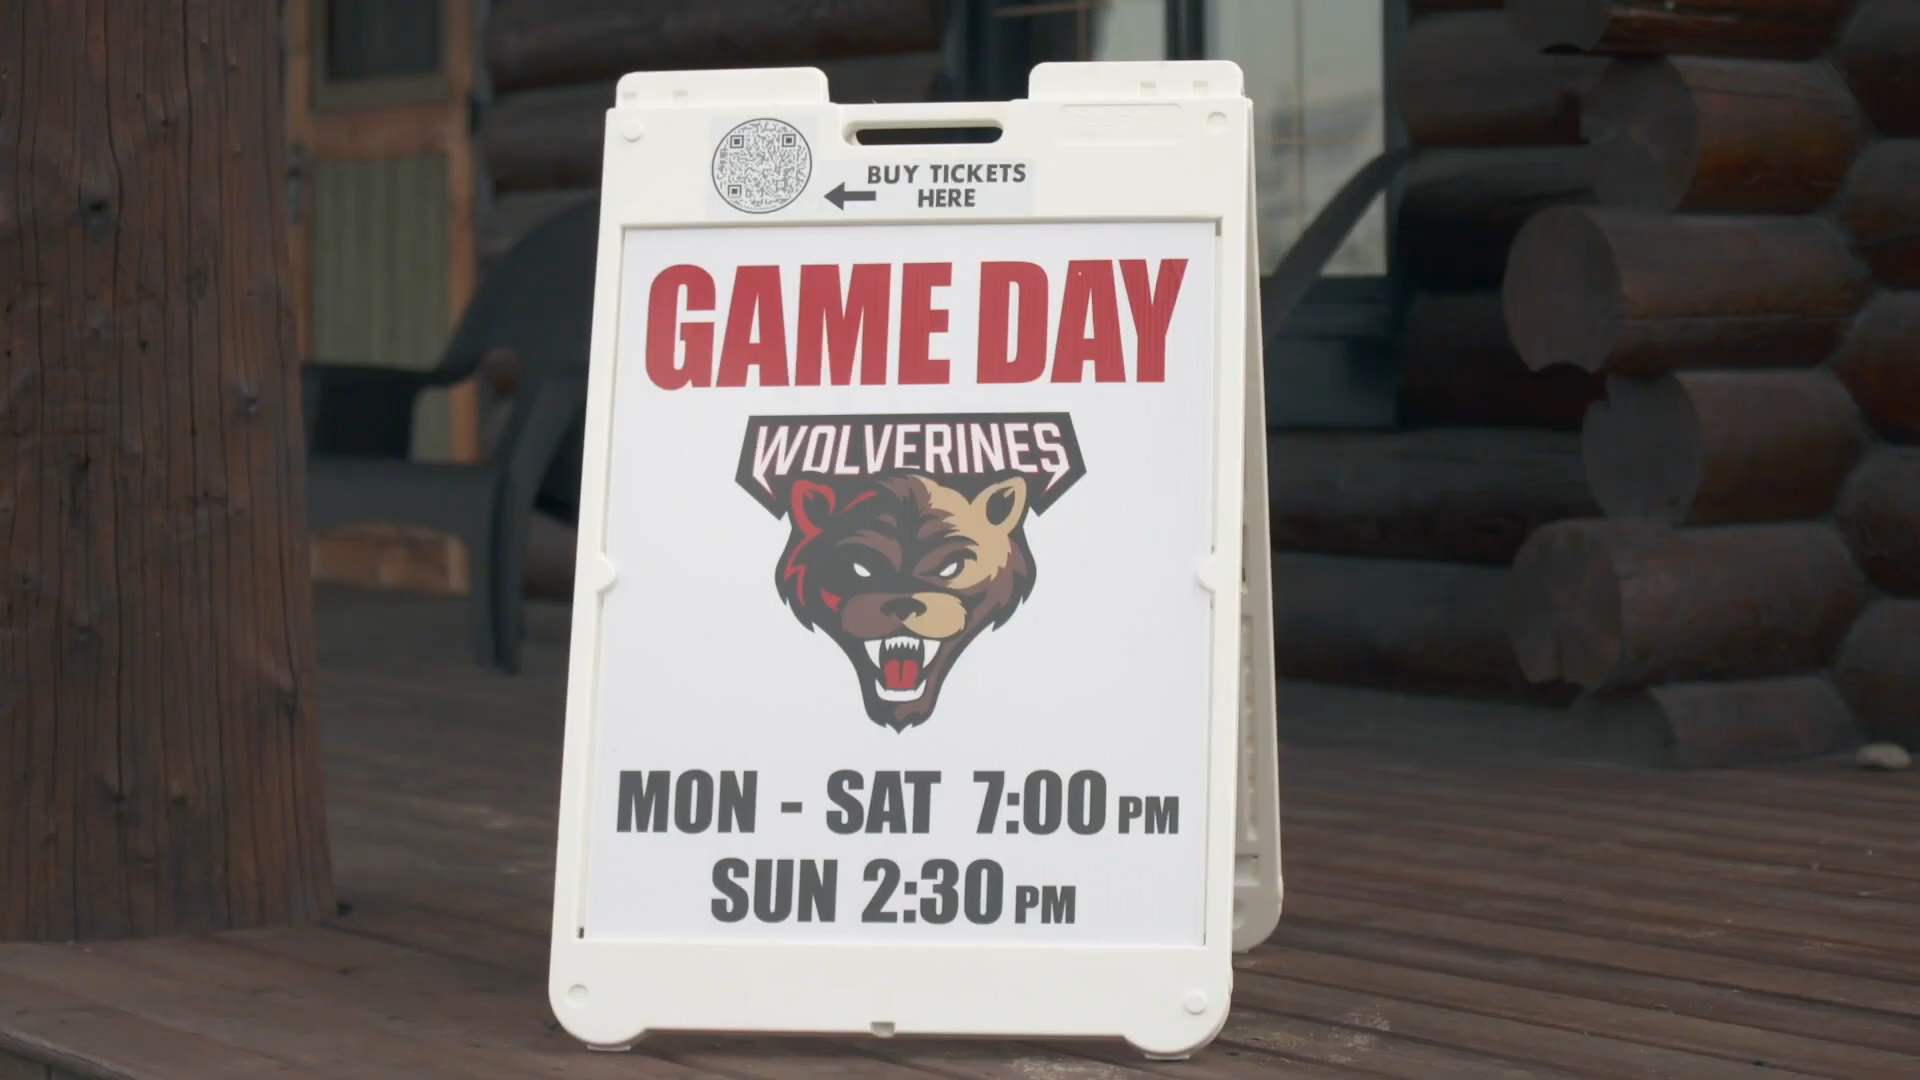 BUY TICKETS
HERE
GAME DAY
WOLVERINES
MON - SAT 7:00 PM
SUN 2:30 PM